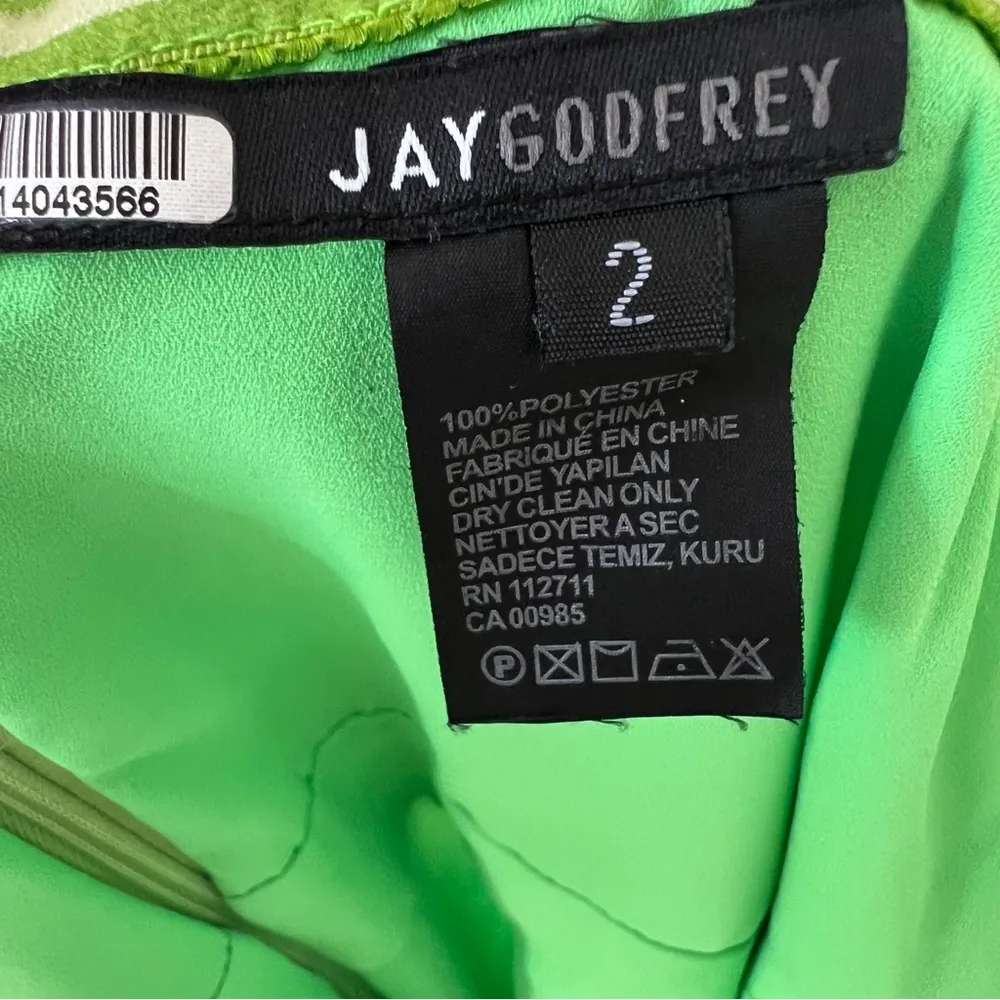 JAYGODFREY
14043566
2
100%POLYESTER
MADE IN CHINA
FABRIQUÉ EN CHINE
CIN'DE YAPILAN
DRY CLEAN ONLY
NETTOYER A SEC
SADECE TEMIZ, KURU
RN 112711
CA 00985
P